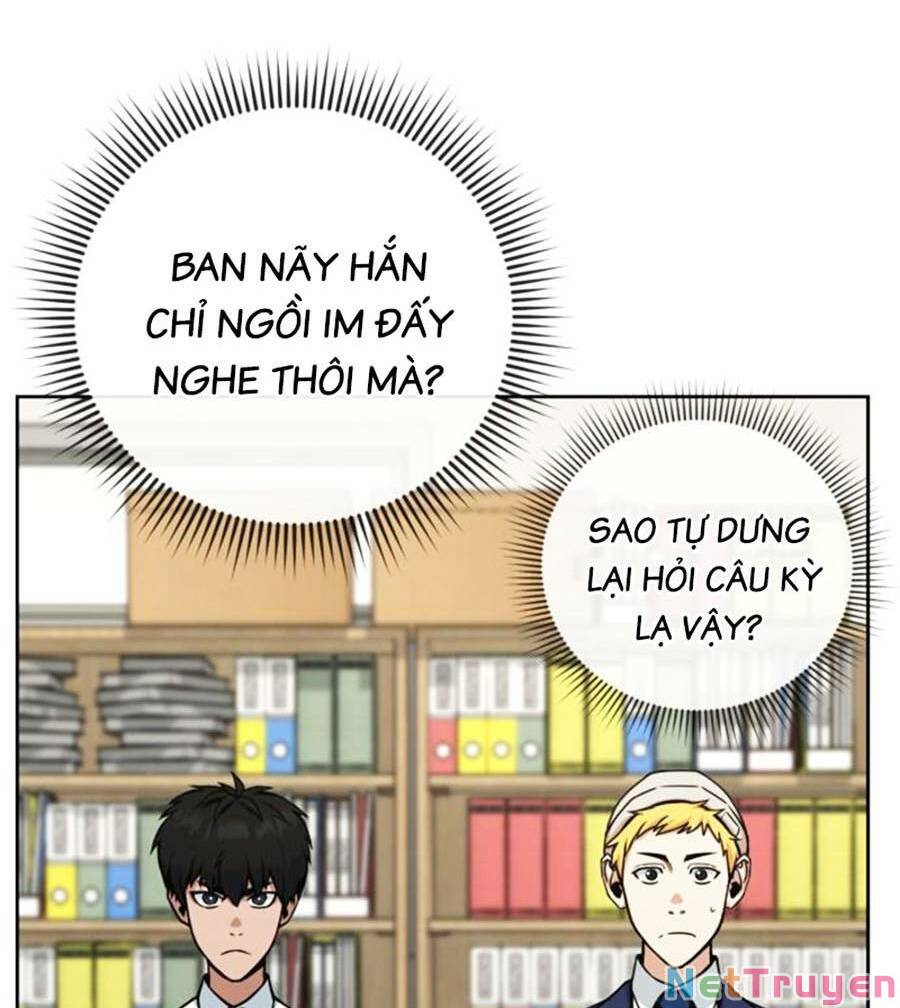 BAN NÃY HẮN
CHỈ NGỒI IM ĐẤY
NGHE THÔI MÀ?
SAO TỰ DƯNG
LẠI HỎI CÂU KỲ
LẠ VẬY?
NetTruyen